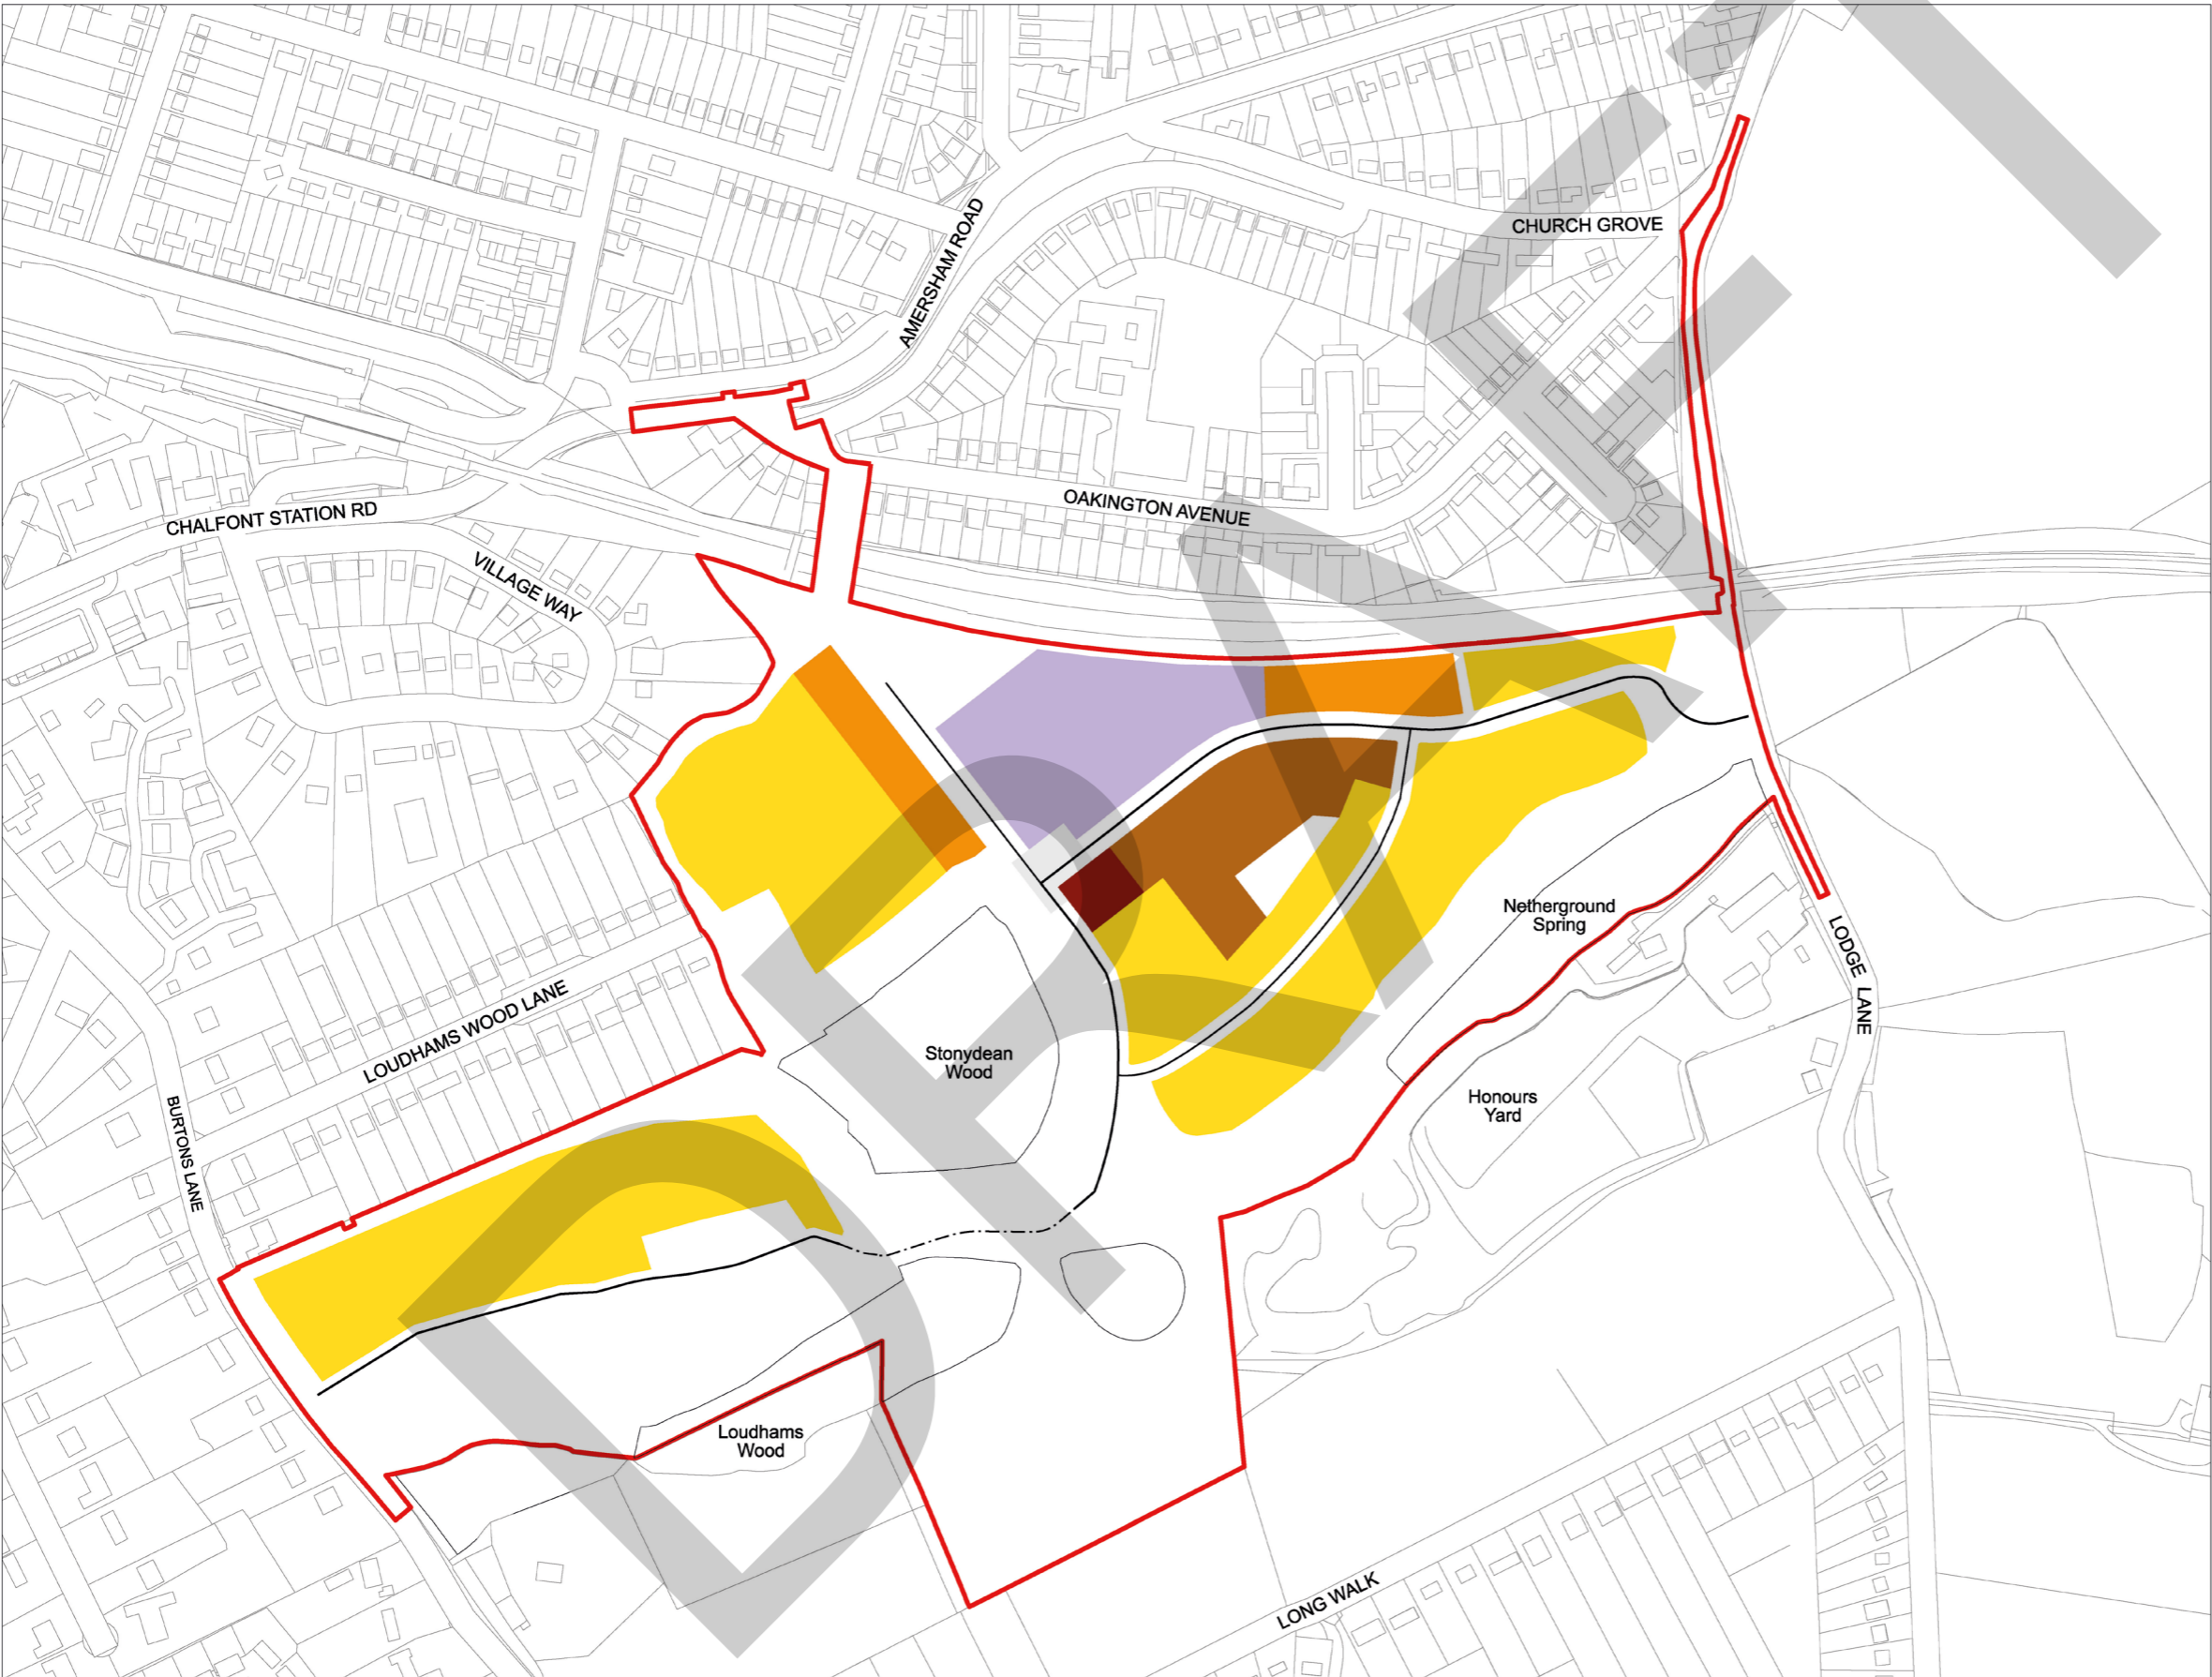 CHURCH GROVE
AMERSHAM ROAD
OAKINGTON AVENUE
CHALFONT STATION RD
VILLAGE WAY
Netherground
Spring
LODGE LANE
LOUDHAMS WOOD LANE
Stonydean
Wood
Honours
Yard
BURTONS LANE
Loudhams
Wood
LONG WALK
DRAFT